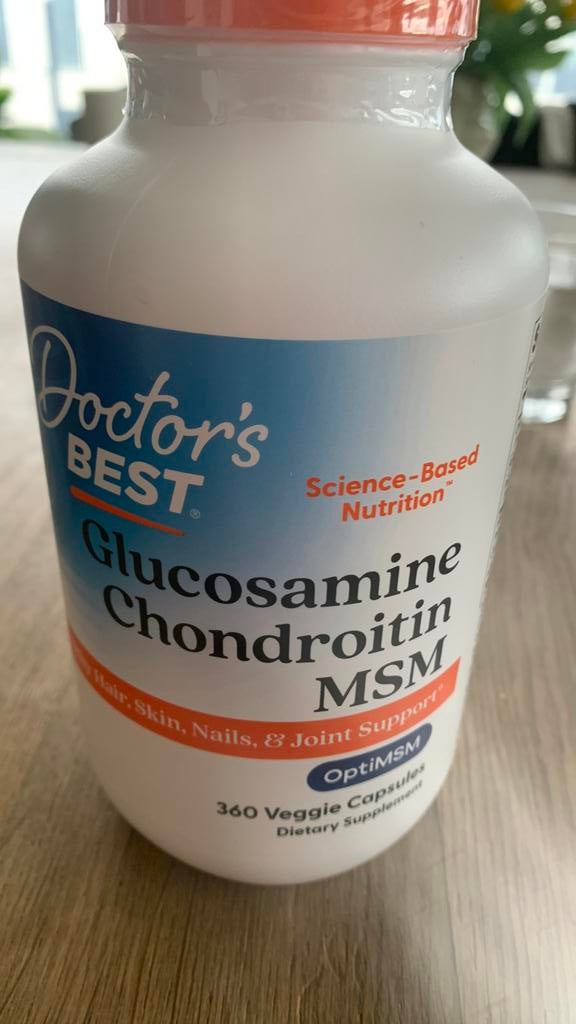 Doctor's
BEST®
Science-Based
Nutrition™
Glucosamine
Chondroitin
MSM
Hair, Skin, Nails, & Joint Support*
OptiMSM®
360 Veggie Capsules
Dietary Supplement